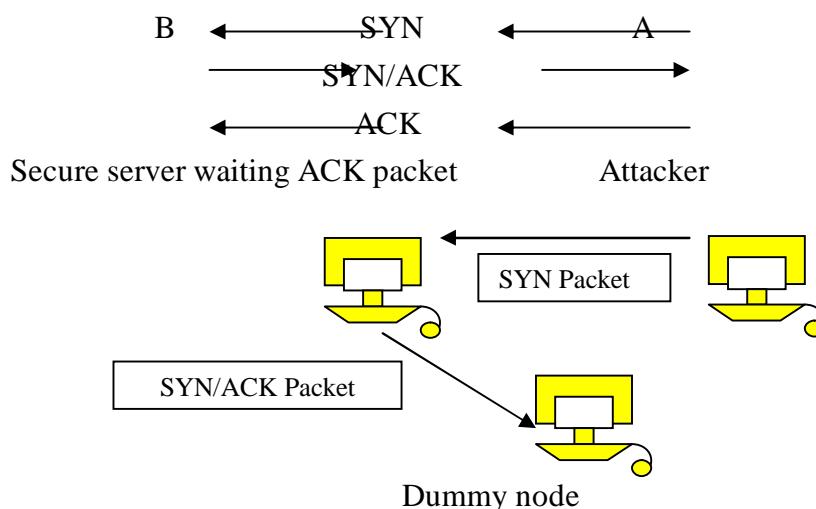 B SYN A
SYN/ACK
ACK
Secure server waiting ACK packet Attacker
SYN Packet
SYN/ACK Packet
Dummy node